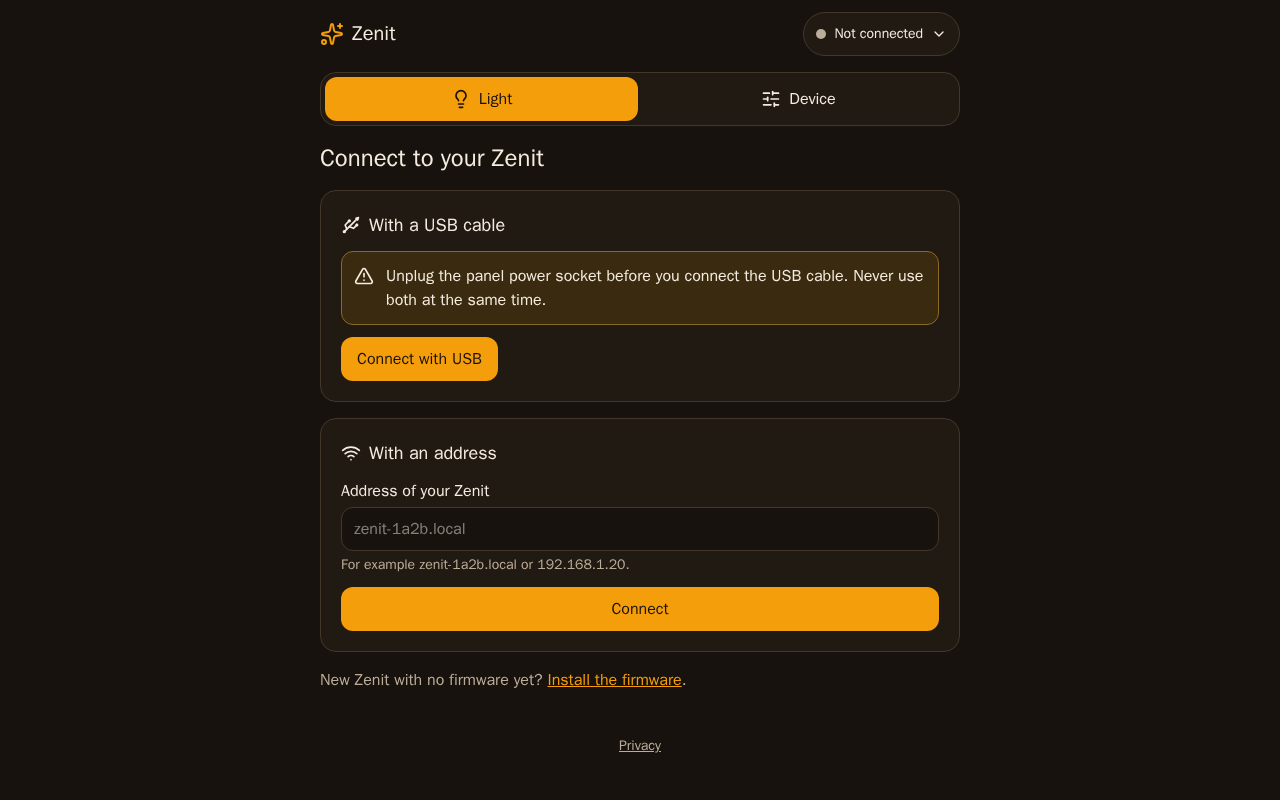 Zenit
Not connected
Light
Device
Connect to your Zenit
With a USB cable
Unplug the panel power socket before you connect the USB cable. Never use
both at the same time.
Connect with USB
With an address
Address of your Zenit
zenit-1a2b.local
For example zenit-1a2b.local or 192.168.1.20.
Connect
New Zenit with no firmware yet? Install the firmware.
Privacy